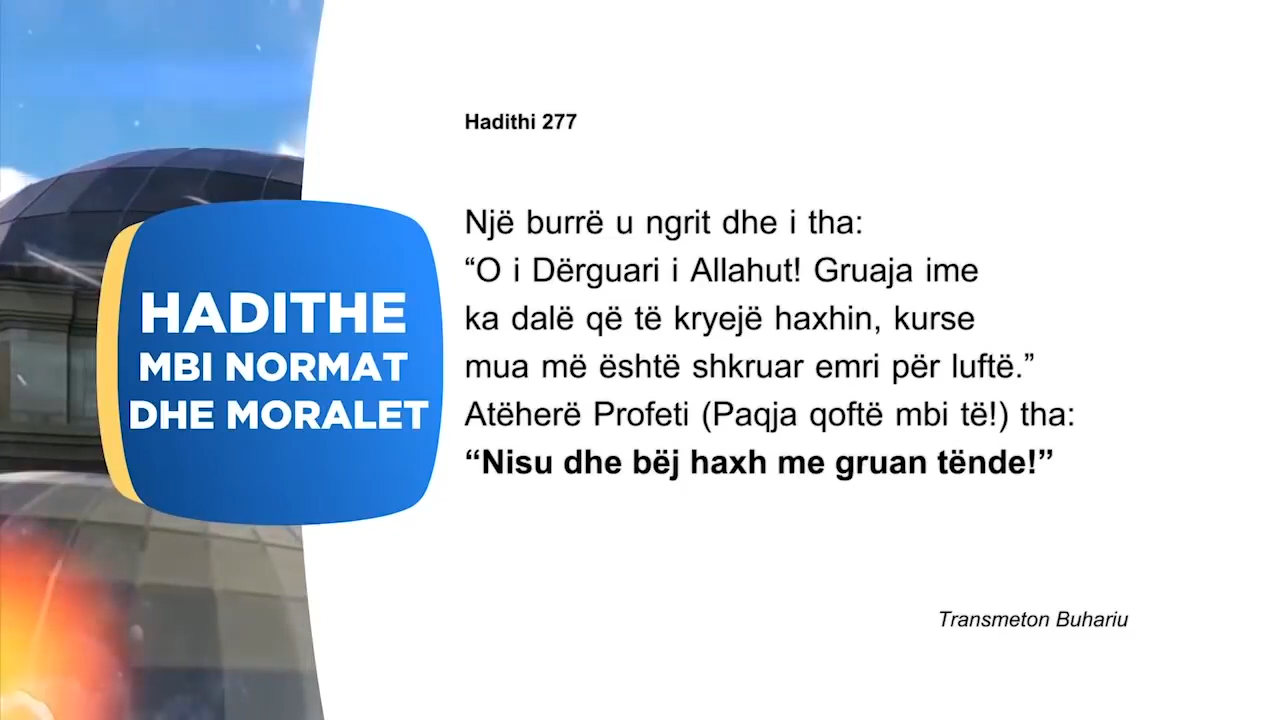 HADITHE
MBI NORMAT
DHE MORALET
Hadithi 277
Një burrë u ngrit dhe i tha:
“O i Dërguari i Allahut! Gruaja ime
ka dalë që të kryejë haxhin, kurse
mua më është shkruar emri për luftë.”
Atëherë Profeti (Paqja qoftë mbi të!) tha:
“Nisu dhe bëj haxh me gruan tënde!”
Transmeton Buhariu